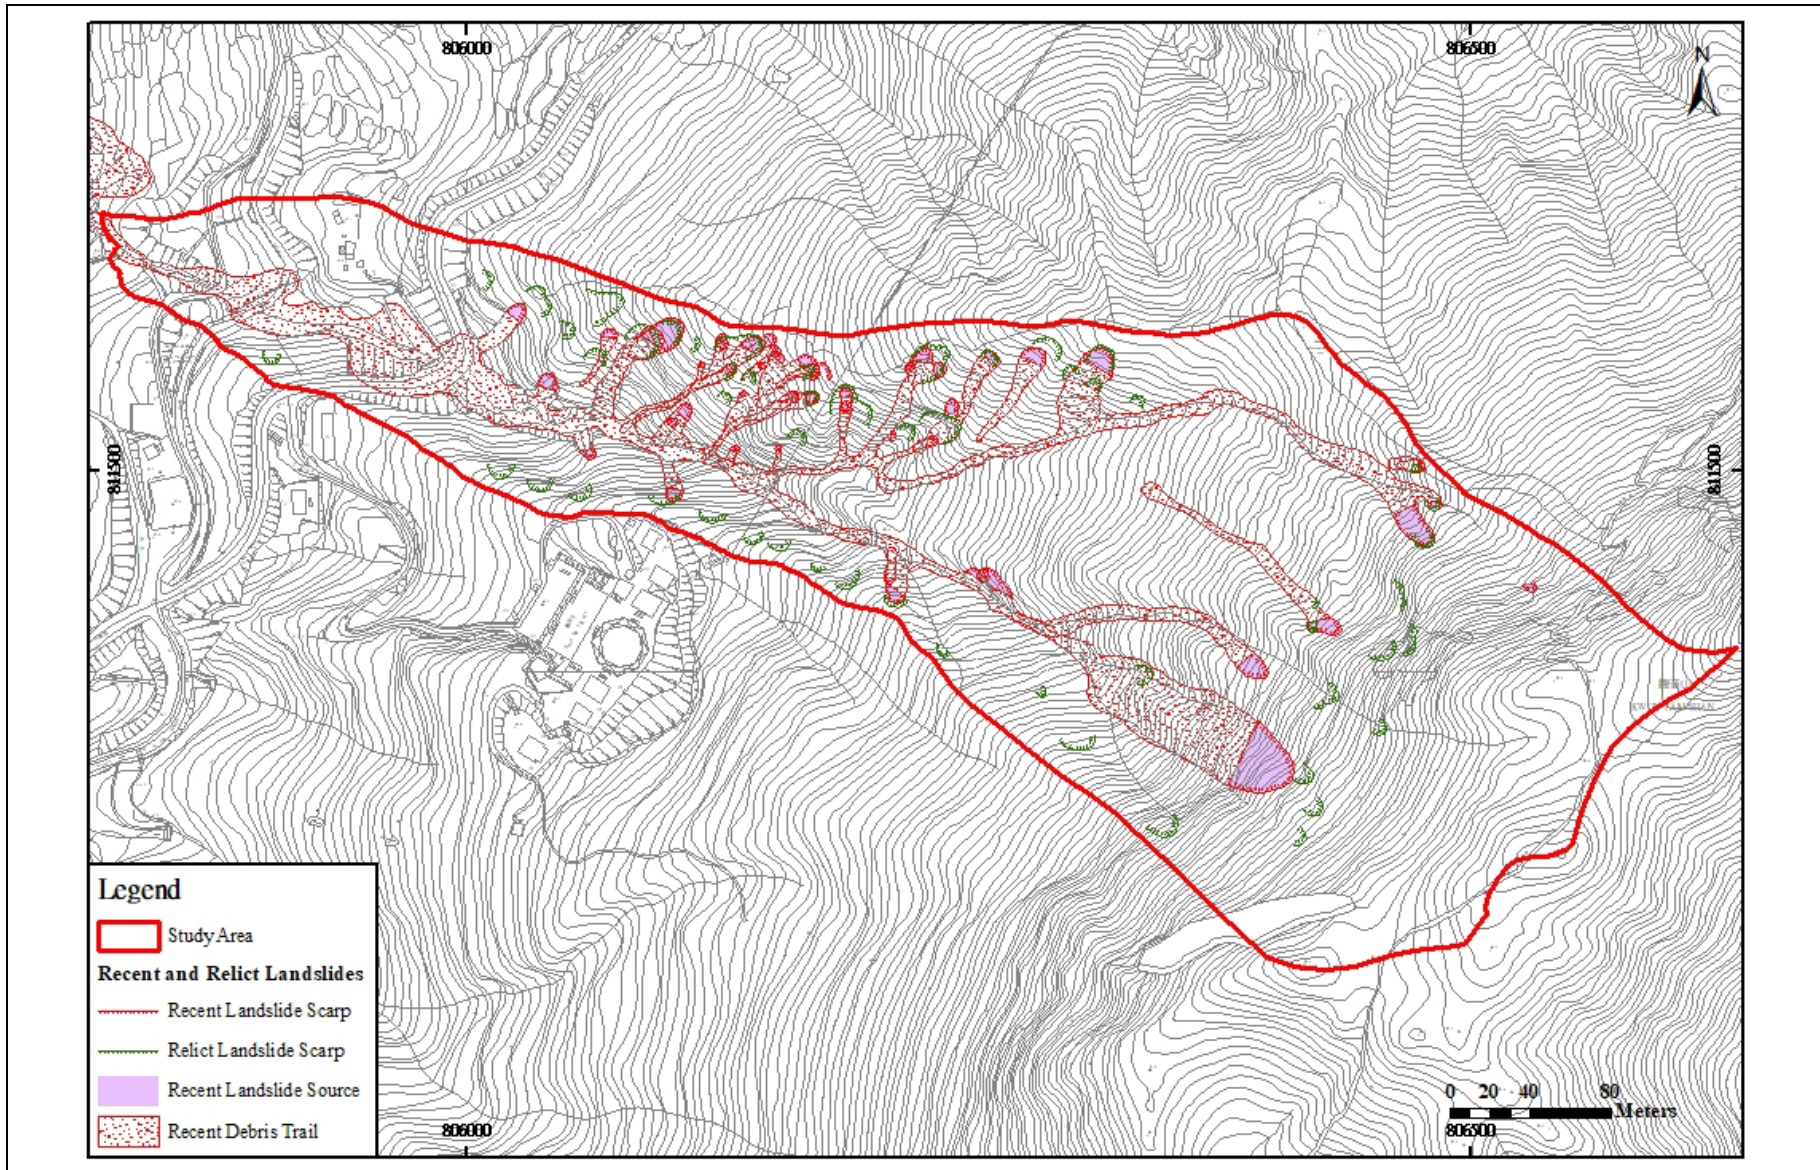 806000
806500
N
811500
811500
Legend
Study Area
Recent and Relict Landslides
Recent Landslide Scarp
Relict Landslide Scarp
Recent Landslide Source
Recent Debris Trail
0 20 40 80
Meters
806000
806500